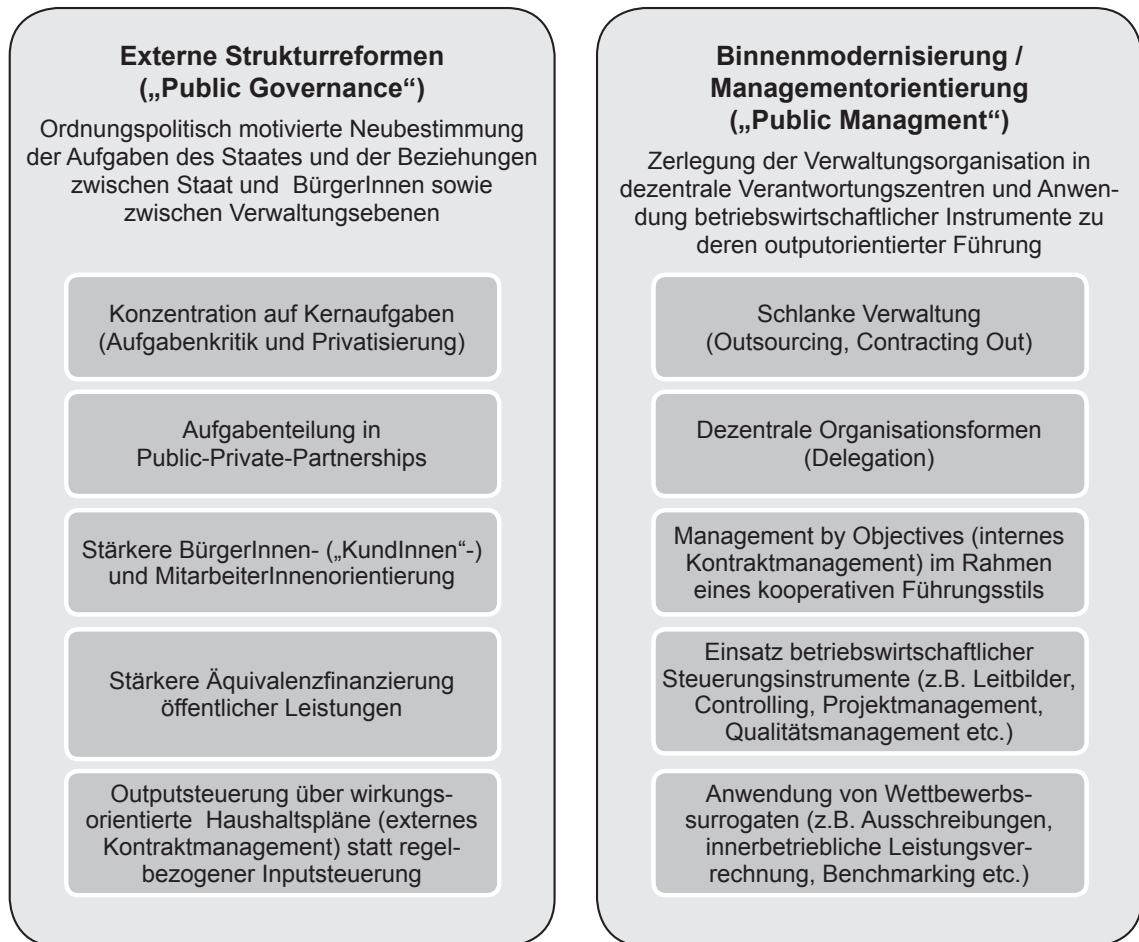 Externe Strukturreformen
(„Public Governance“)
Ordnungspolitisch motivierte Neubestimmung
der Aufgaben des Staates und der Beziehungen
zwischen Staat und BürgerInnen sowie
zwischen Verwaltungsebenen
Konzentration auf Kernaufgaben
(Aufgabenkritik und Privatisierung)
Aufgabenteilung in
Public-Private-Partnerships
Stärkere BürgerInnen- („KundInnen“-)
und MitarbeiterInnenorientierung
Stärkere Äquivalenzfinanzierung
öffentlicher Leistungen
Outputsteuerung über wirkungs-
orientierte Haushaltspläne (externes
Kontraktmanagement) statt regel-
bezogener Inputsteuerung
Binnenmodernisierung /
Managementorientierung
(„Public Managment“)
Zerlegung der Verwaltungsorganisation in
dezentrale Verantwortungszentren und Anwen-
dung betriebswirtschaftlicher Instrumente zu
deren outputorientierter Führung
Schlanke Verwaltung
(Outsourcing, Contracting Out)
Dezentrale Organisationsformen
(Delegation)
Management by Objectives (internes
Kontraktmanagement) im Rahmen
eines kooperativen Führungsstils
Einsatz betriebswirtschaftlicher
Steuerungsinstrumente (z.B. Leitbilder,
Controlling, Projektmanagement,
Qualitätsmanagement etc.)
Anwendung von Wettbewerbs-
surrogaten (z.B. Ausschreibungen,
innerbetriebliche Leistungsver-
rechnung, Benchmarking etc.)